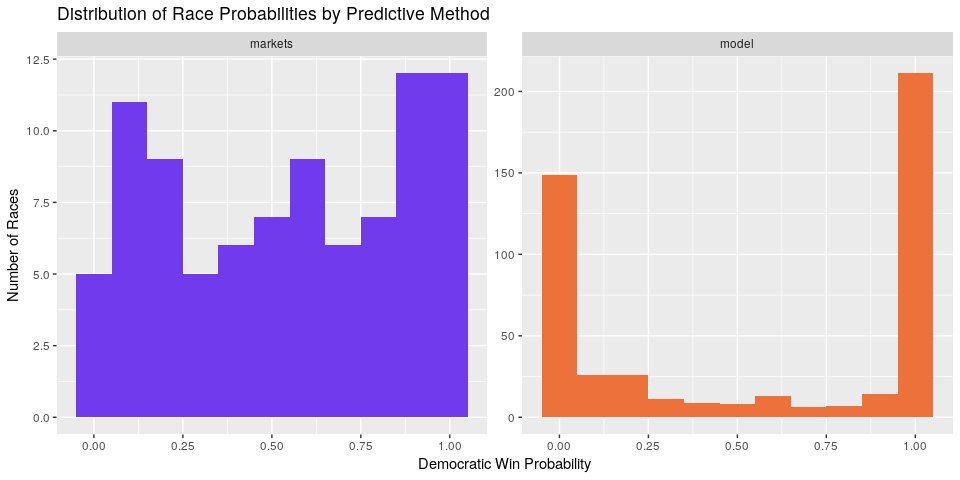 Distribution of Race Probabilities by Predictive Method
markets
model
Number of Races
12.5
10.0
7.5
5.0
2.5
0.0
200
150
100
50
0
0.00 0.25 0.50 0.75 1.00
0.00 0.25 0.50 0.75 1.00
Democratic Win Probability